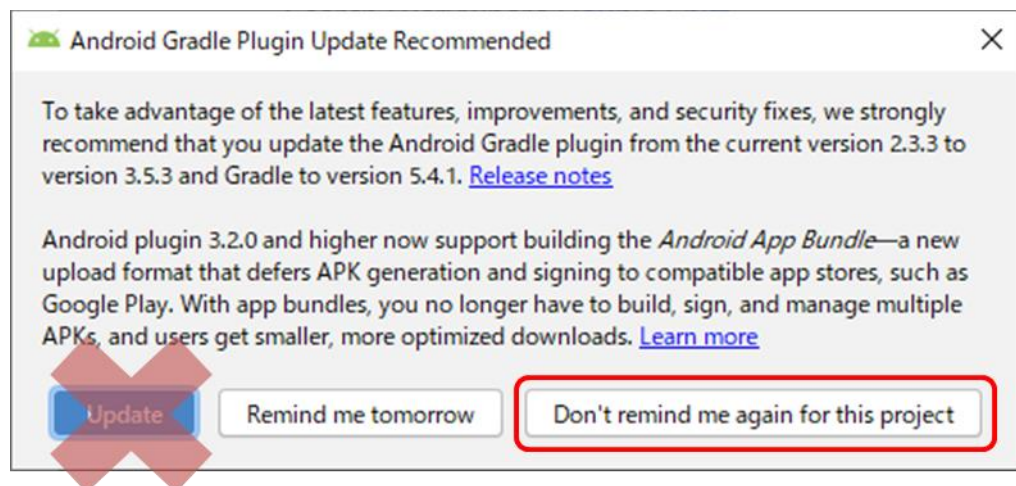 Android Gradle Plugin Update Recommended
To take advantage of the latest features, improvements, and security fixes, we strongly
recommend that you update the Android Gradle plugin from the current version 2.3.3 to
version 3.5.3 and Gradle to version 5.4.1. Release notes
Android plugin 3.2.0 and higher now support building the Android App Bundle—a new
upload format that defers APK generation and signing to compatible app stores, such as
Google Play. With app bundles, you no longer have to build, sign, and manage multiple
APKs, and users get smaller, more optimized downloads. Learn more
Update Remind me tomorrow Don't remind me again for this project